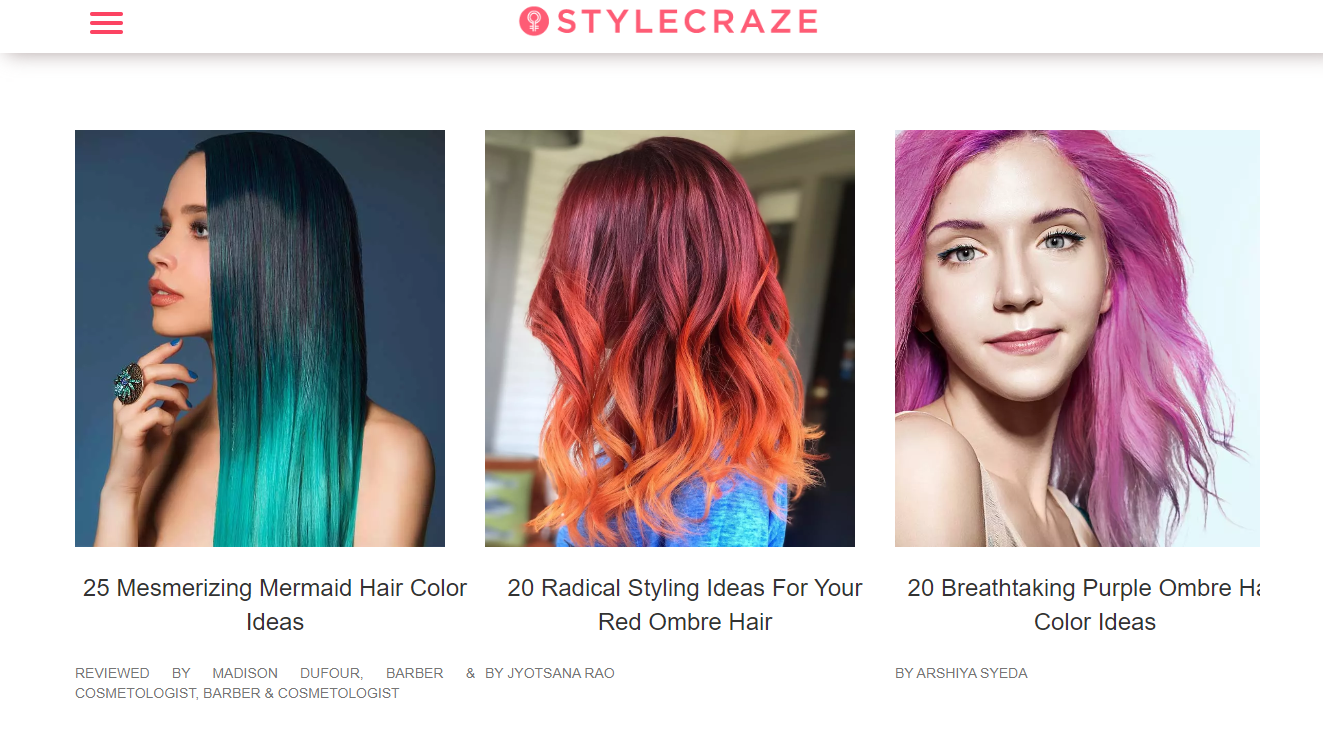 STYLECRAZE
25 Mesmerizing Mermaid Hair Color
Ideas
REVIEWED BY MADISON DUFOUR, BARBER &
COSMETOLOGIST, BARBER & COSMETOLOGIST
20 Radical Styling Ideas For Your
Red Ombre Hair
BY JYOTSANA RAO
20 Breathtaking Purple Ombre Ha
Color Ideas
BY ARSHIYA SYEDA